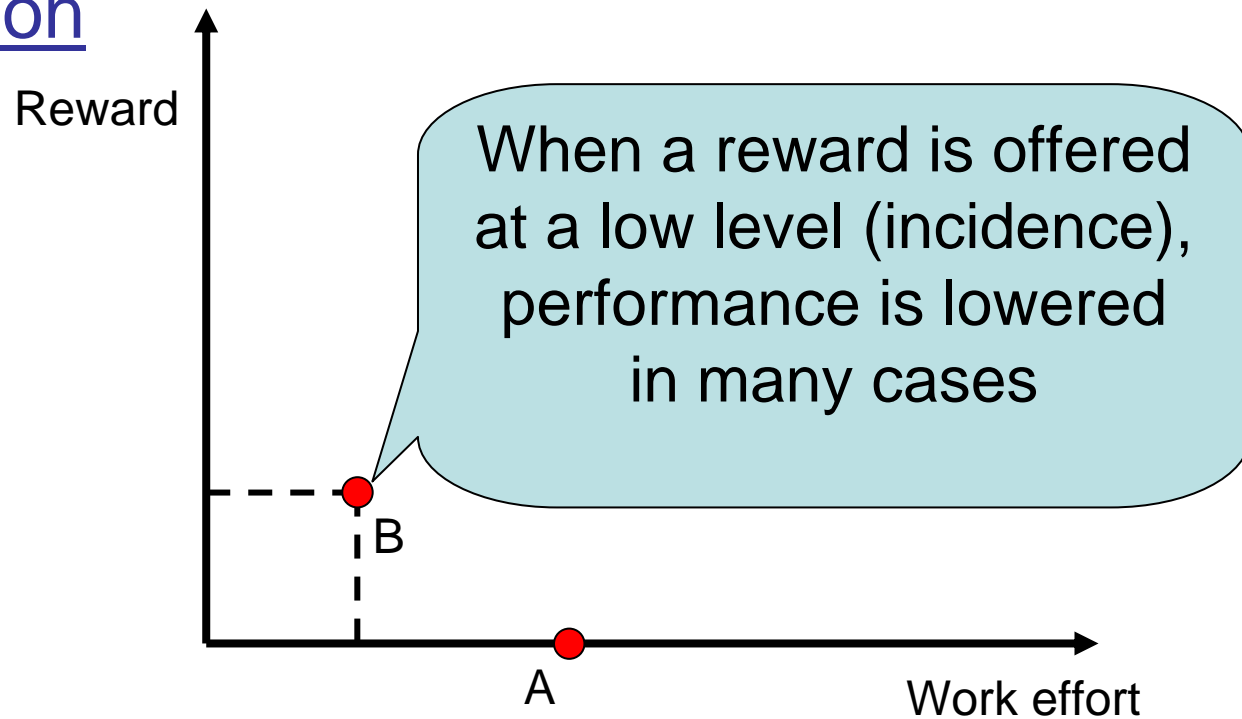 on
Reward
When a reward is offered
at a low level (incidence),
performance is lowered
in many cases
B
A
Work effort